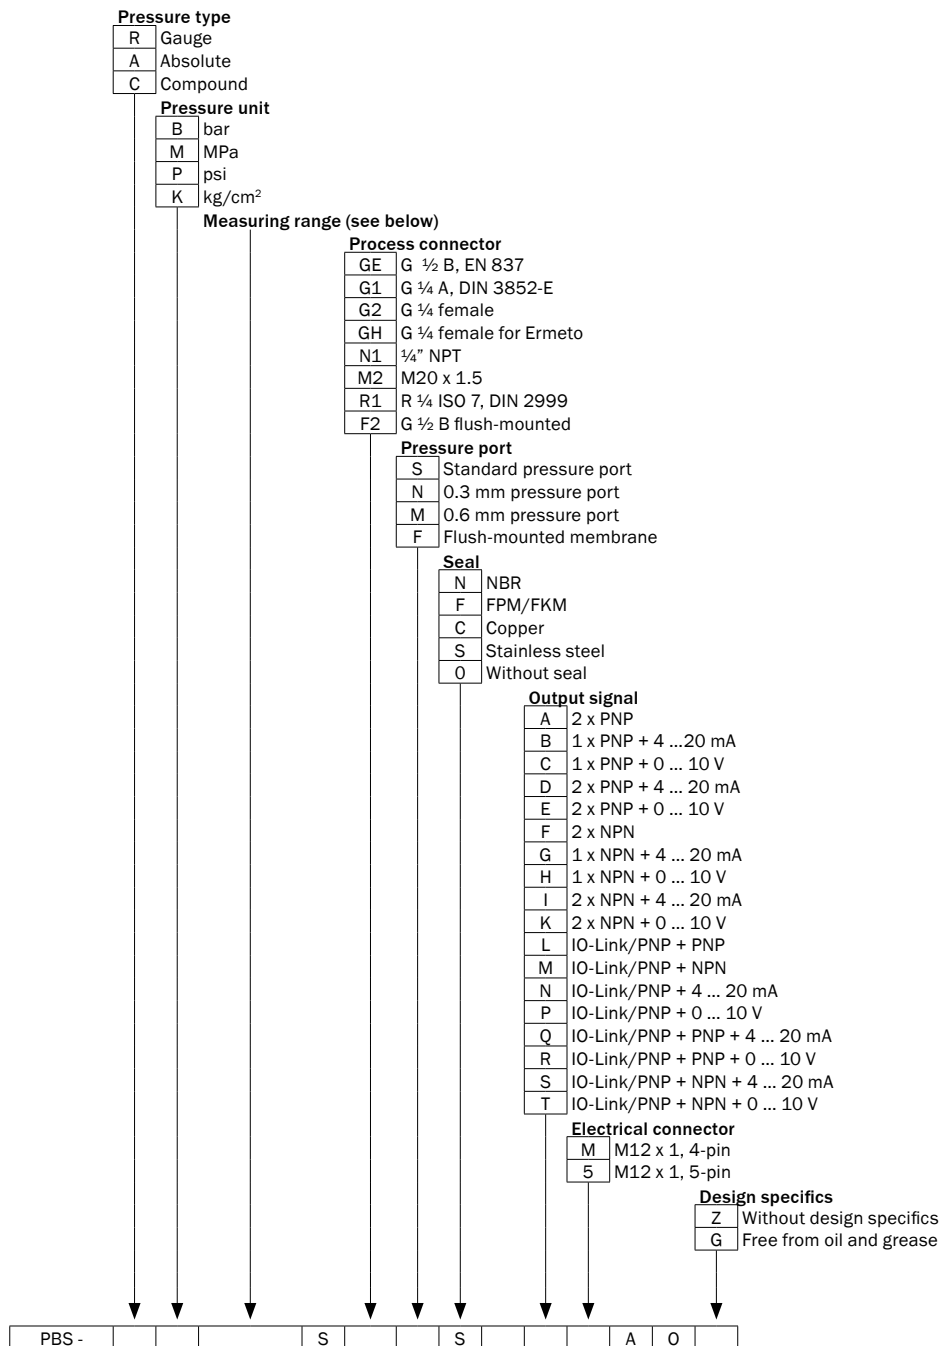 Pressure type
R Gauge
A Absolute
C Compound
Pressure unit
B bar
M MPa
P psi
K kg/cm²
Measuring range (see below)
Process connector
GE G ½ B, EN 837
G1 G ¼ A, DIN 3852-E
G2 G ¼ female
GH G ¼ female for Ermeto
N1 ¼” NPT
M2 M20 x 1.5
R1 R ¼ ISO 7, DIN 2999
F2 G ½ B flush-mounted
Pressure port
S Standard pressure port
N 0.3 mm pressure port
M 0.6 mm pressure port
F Flush-mounted membrane
Seal
N NBR
F FPM/FKM
C Copper
S Stainless steel
0 Without seal
Output signal
A 2 x PNP
B 1 x PNP + 4 ...20 mA
C 1 x PNP + 0 ... 10 V
D 2 x PNP + 4 ... 20 mA
E 2 x PNP + 0 ... 10 V
F 2 x NPN
G 1 x NPN + 4 ... 20 mA
H 1 x NPN + 0 ... 10 V
I 2 x NPN + 4 ... 20 mA
K 2 x NPN + 0 ... 10 V
L IO-Link/PNP + PNP
M IO-Link/PNP + NPN
N IO-Link/PNP + 4 ... 20 mA
P IO-Link/PNP + 0 ... 10 V
Q IO-Link/PNP + PNP + 4 ... 20 mA
R IO-Link/PNP + PNP + 0 ... 10 V
S IO-Link/PNP + NPN + 4 ... 20 mA
T IO-Link/PNP + NPN + 0 ... 10 V
Electrical connector
M M12 x 1, 4-pin
5 M12 x 1, 5-pin
Design specifics
Z Without design specifics
G Free from oil and grease
PBS - S S A 0